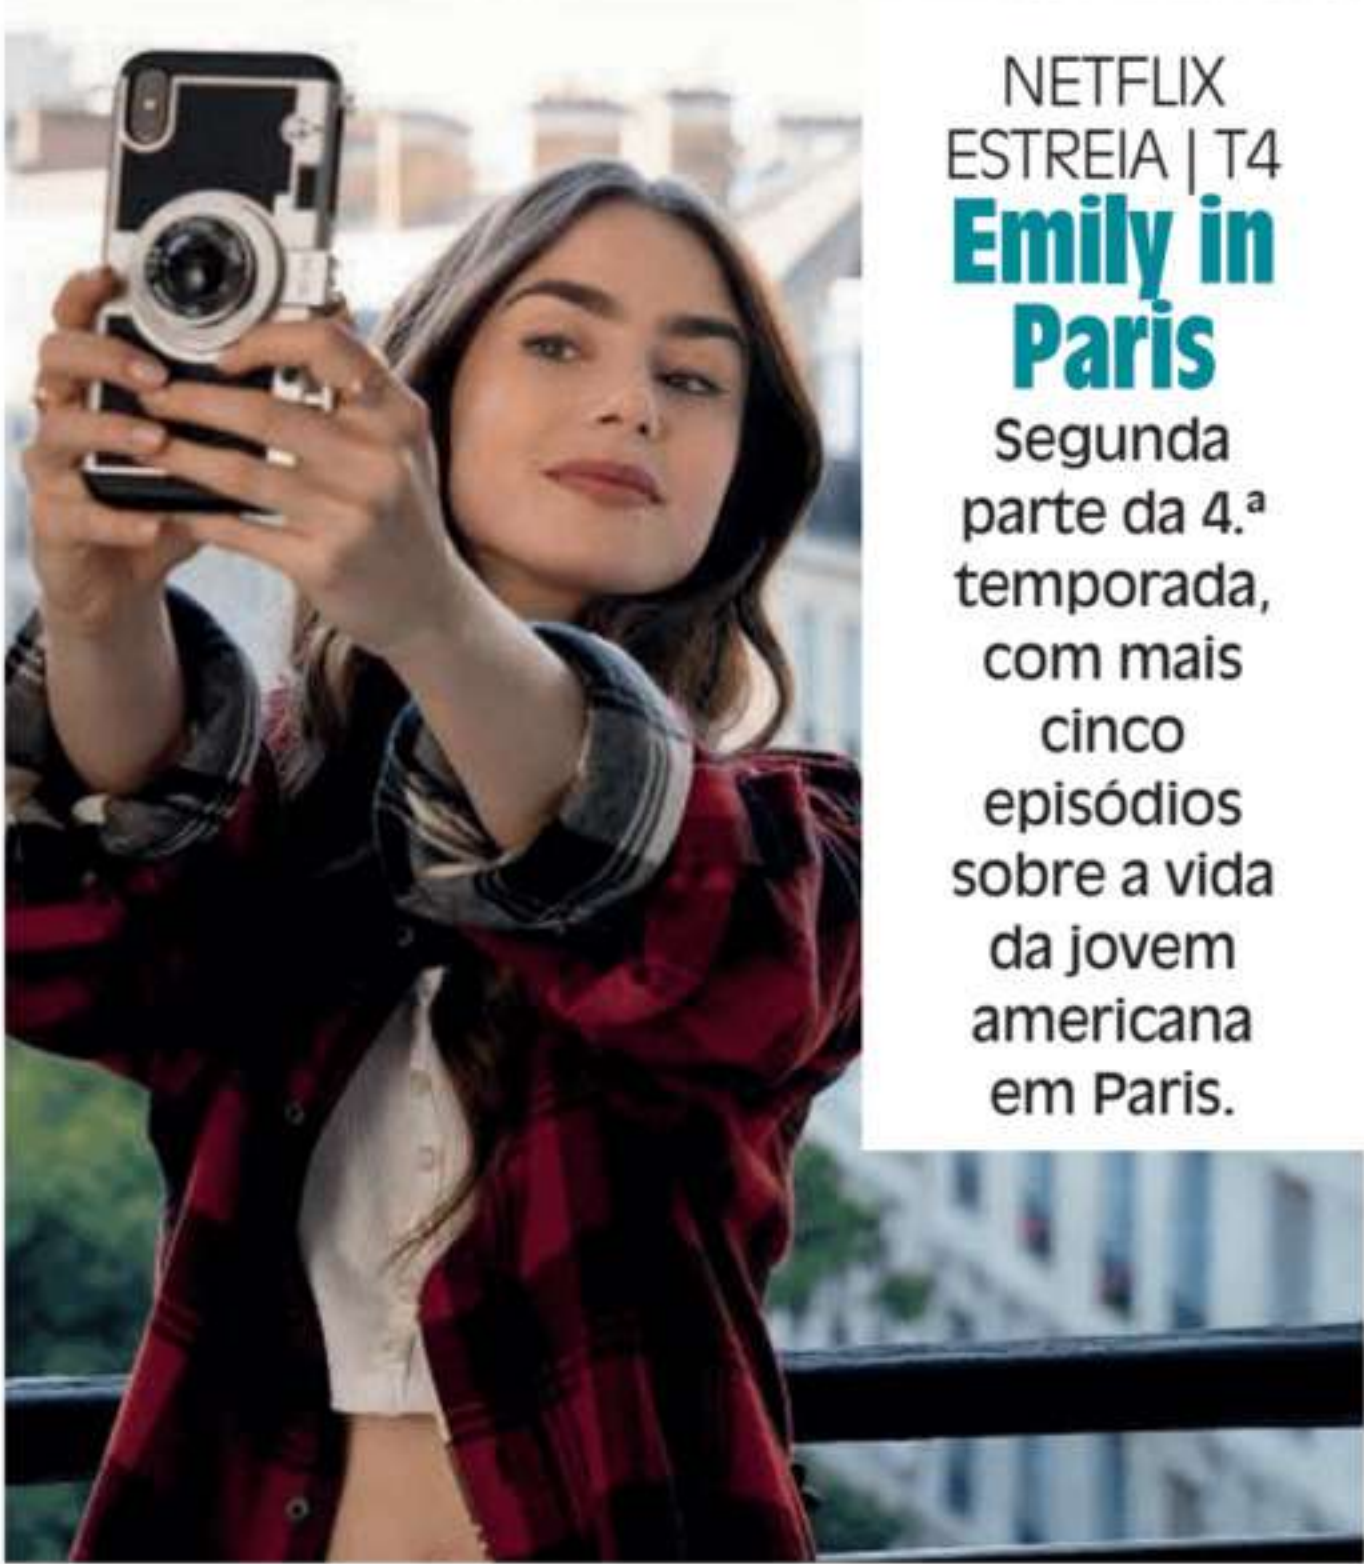 NETFLIX
ESTREIA | T4
Emily in
Paris
Segunda
parte da 4.ª
temporada,
com mais
cinco
episódios
sobre a vida
da jovem
americana
em Paris.